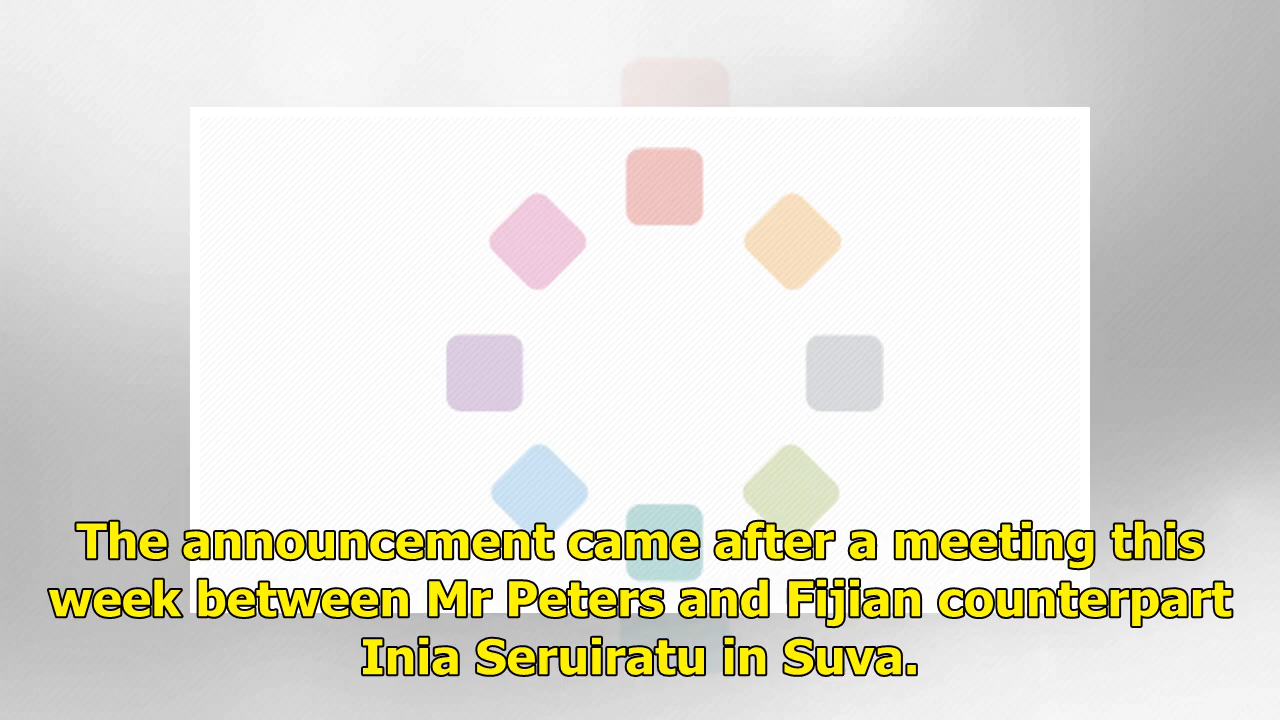 The announcement came after a meeting this
week between Mr Peters and Fijian counterpart
Inia Seruiratu in Suva.